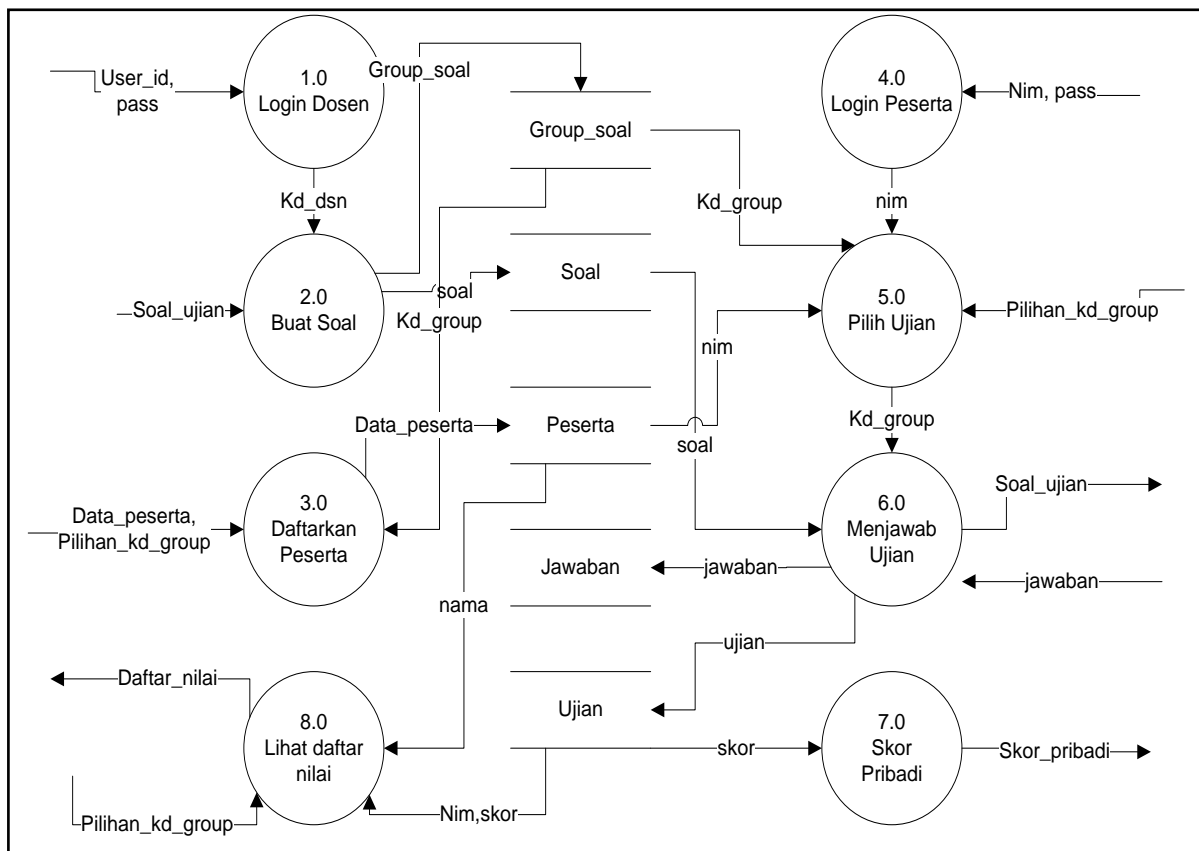 User_id,
pass
1.0
Login Dosen
Group_soal
4.0
Login Peserta
Nim, pass
Group_soal
Kd_dsn
Kd_group
nim
Soal_ujian
2.0
Buat Soal
soal
Kd_group
Soal
5.0
Pilih Ujian
Pilihan_kd_group
nim
Data_peserta
Peserta
Kd_group
soal
Data_peserta,
Pilihan_kd_group
3.0
Daftarkan
Peserta
6.0
Menjawab
Ujian
Soal_ujian
Jawaban
jawaban
jawaban
nama
ujian
Daftar_nilai
8.0
Lihat daftar
nilai
Ujian
7.0
Skor
Pribadi
skor
Skor_pribadi
Pilihan_kd_group
Nim,skor